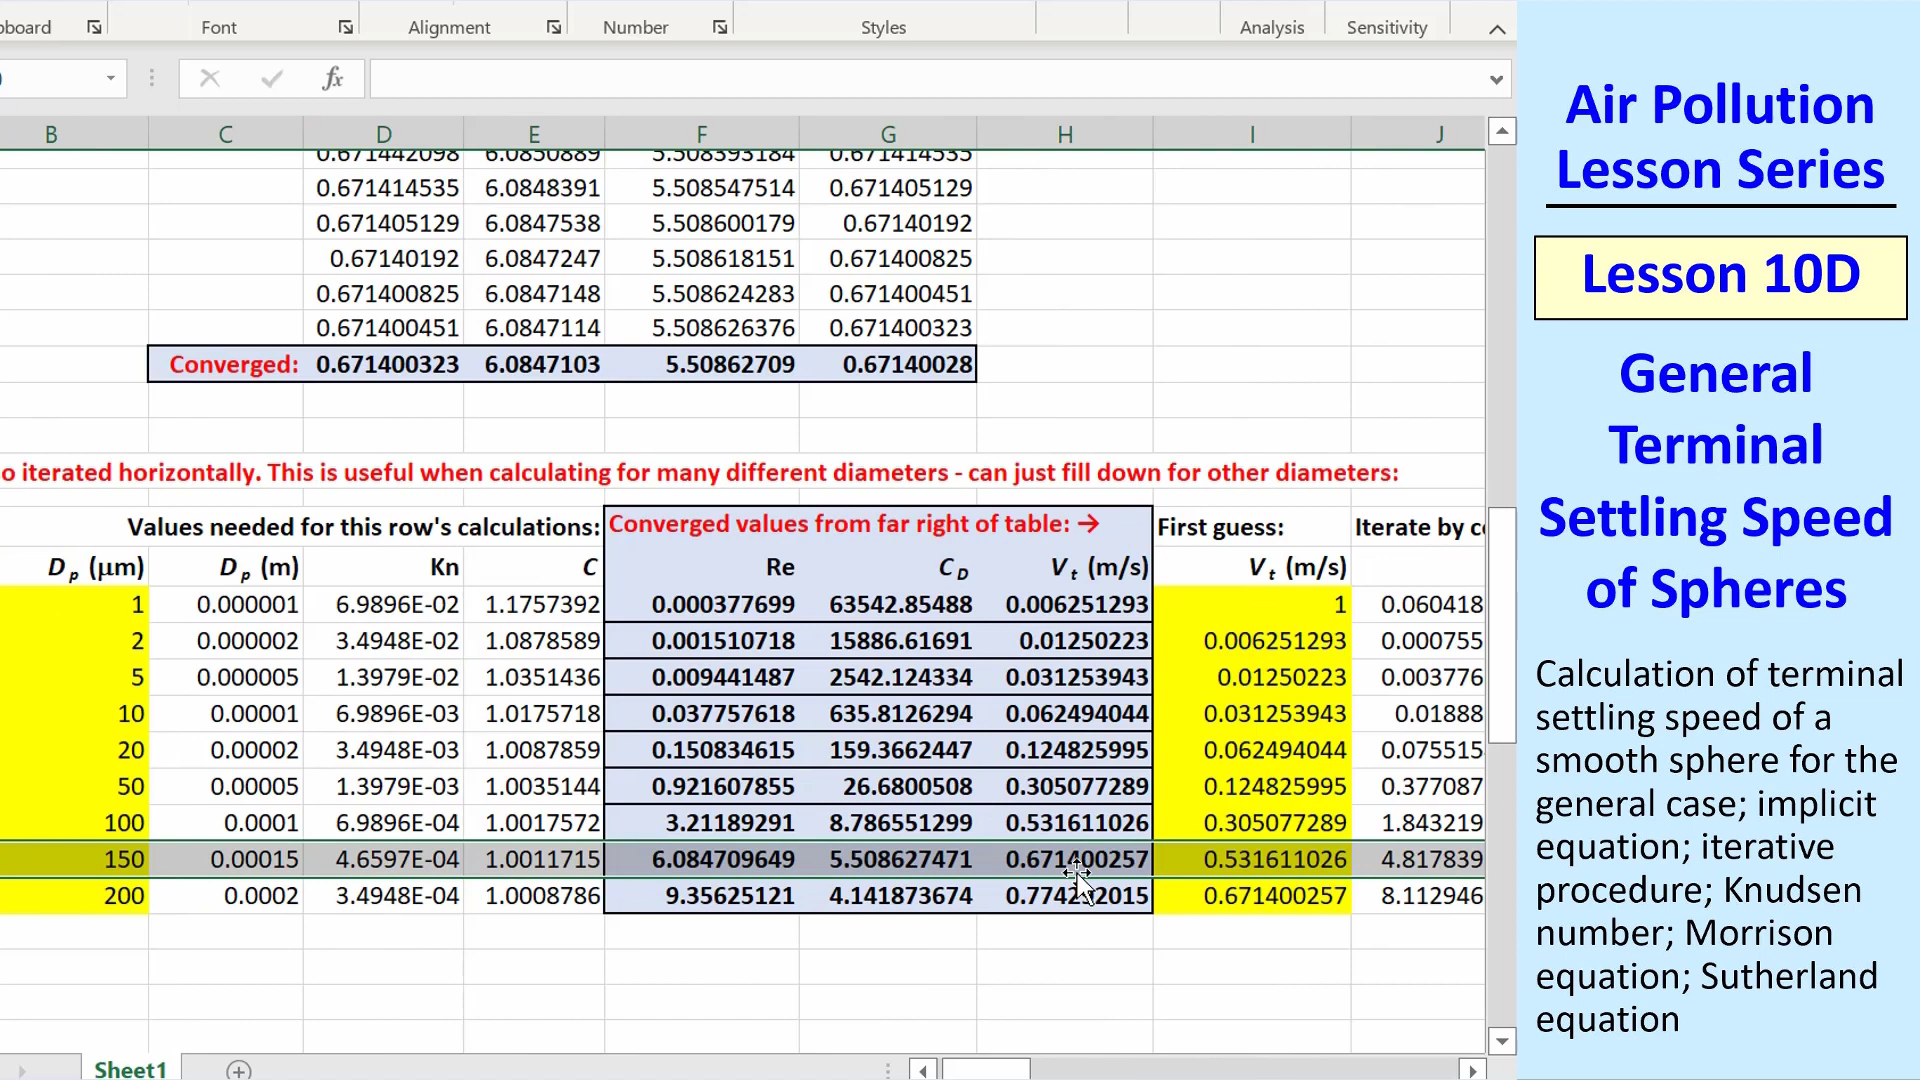 board Font Alignment Number Styles Analysis Sensitivity
fx
B C D E F G H I J
0.671442098 6.0850889 5.508393184 0.671414535
0.671414535 6.0848391 5.508547514 0.671405129
0.671405129 6.0847538 5.508600179 0.67140192
0.67140192 6.0847247 5.508618151 0.671400825
0.671400825 6.0847148 5.508624283 0.671400451
0.671400451 6.0847114 5.508626376 0.671400323
Converged: 0.671400323 6.0847103 5.50862709 0.67140028
o iterated horizontally. This is useful when calculating for many different diameters - can just fill down for other diameters:
Values needed for this row's calculations: Converged values from far right of table: → First guess: Iterate by c
D p (µm) D p (m) Kn C Re C D V t (m/s) V t (m/s)
1 0.000001 6.9896E-02 1.1757392 0.000377699 63542.85488 0.006251293 1 0.060418
2 0.000002 3.4948E-02 1.0878589 0.001510718 15886.61691 0.01250223 0.006251293 0.000755
5 0.000005 1.3979E-02 1.0351436 0.009441487 2542.124334 0.031253943 0.01250223 0.003776
10 0.00001 6.9896E-03 1.0175718 0.037757618 635.8126294 0.062494044 0.031253943 0.01888
20 0.00002 3.4948E-03 1.0087859 0.150834615 159.3662447 0.124825995 0.062494044 0.075515
50 0.00005 1.3979E-03 1.0035144 0.921607855 26.6800508 0.305077289 0.124825995 0.377087
100 0.0001 6.9896E-04 1.0017572 3.21189291 8.786551299 0.531611026 0.305077289 1.843219
150 0.00015 4.6597E-04 1.0011715 6.084709649 5.508627471 0.671400257 0.531611026 4.817839
200 0.0002 3.4948E-04 1.0008786 9.35625121 4.141873674 0.671400257 8.112946
Sheet1
Air Pollution
Lesson Series
Lesson 10D
General
Terminal
Settling Speed
of Spheres
Calculation of terminal
settling speed of a
smooth sphere for the
general case; implicit
equation; iterative
procedure; Knudsen
number; Morrison
equation; Sutherland
equation